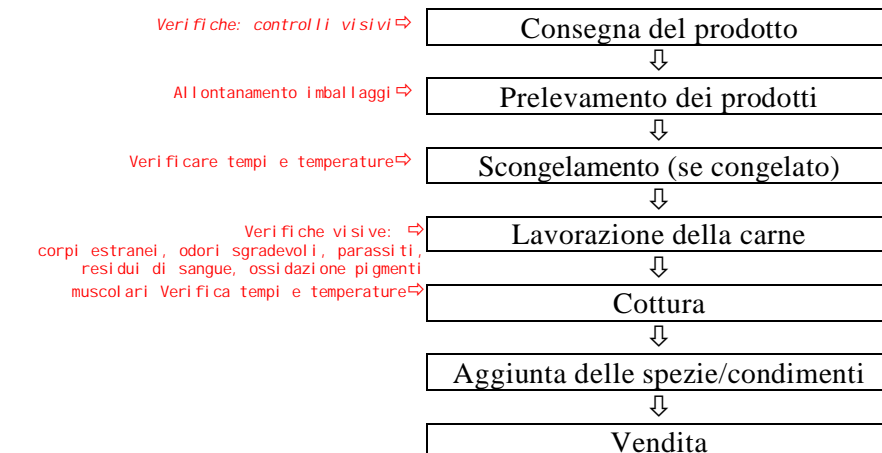 Verifiche: controlli visivi⇨ Consegna del prodotto
⇩
Allontanamento imballaggi⇨ Prelevamento dei prodotti
⇩
Verificare tempi e temperature⇨ Scongelamento (se congelato)
⇩
Verifiche visive: ⇨ Lavorazione della carne
corpi estranei, odori sgradevoli, parassiti,
residui di sangue, ossidazione pigmenti
⇩
muscolari Verifica tempi e temperature⇨ Cottura
⇩
Aggiunta delle spezie/condimenti
⇩
Vendita